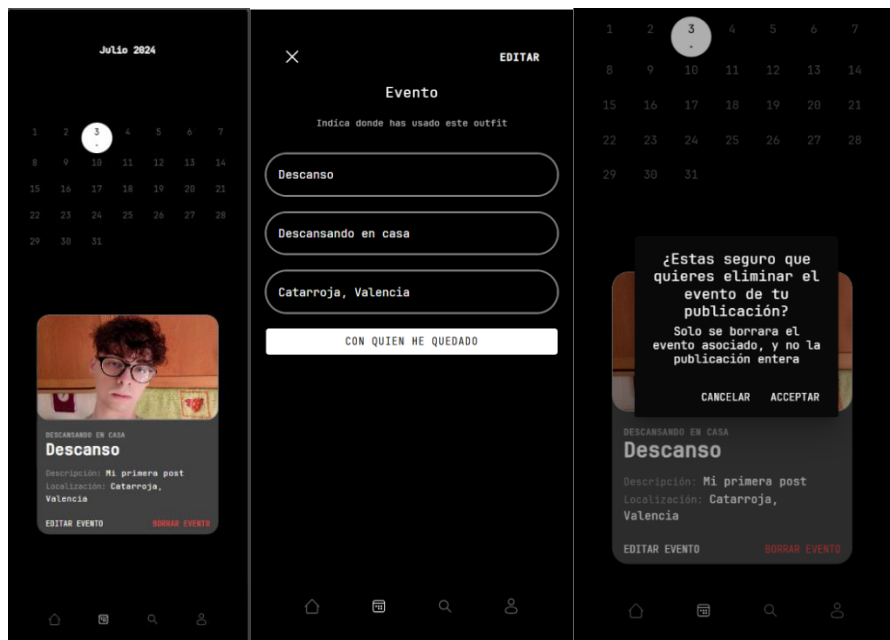 Julio 2024
1 2 3 4 5 6 7
8 9 10 11 12 13 14
15 16 17 18 19 20 21
22 23 24 25 26 27 28
29 30 31
DESCANSANDO EN CASA
Descanso
Descripción: Mi primera post
Localización: Catarroja,
Valencia
EDITAR EVENTO BORRAR EVENTO
EDITAR
Evento
Indica donde has usado este outfit
Descanso
Descansando en casa
Catarroja, Valencia
CON QUIEN HE QUEDADO
1 2 3 4 5 6 7
8 9 10 11 12 13 14
15 16 17 18 19 20 21
22 23 24 25 26 27 28
29 30 31
¿Estas seguro que
quieres eliminar el
evento de tu
publicación?
Solo se borrara el
evento asociado, y no la
publicación entera
CANCELAR ACCEPTAR
DESCANSANDO EN CASA
Descanso
Descripción: Mi primera post
Localización: Catarroja,
Valencia
EDITAR EVENTO BORRAR EVENTO